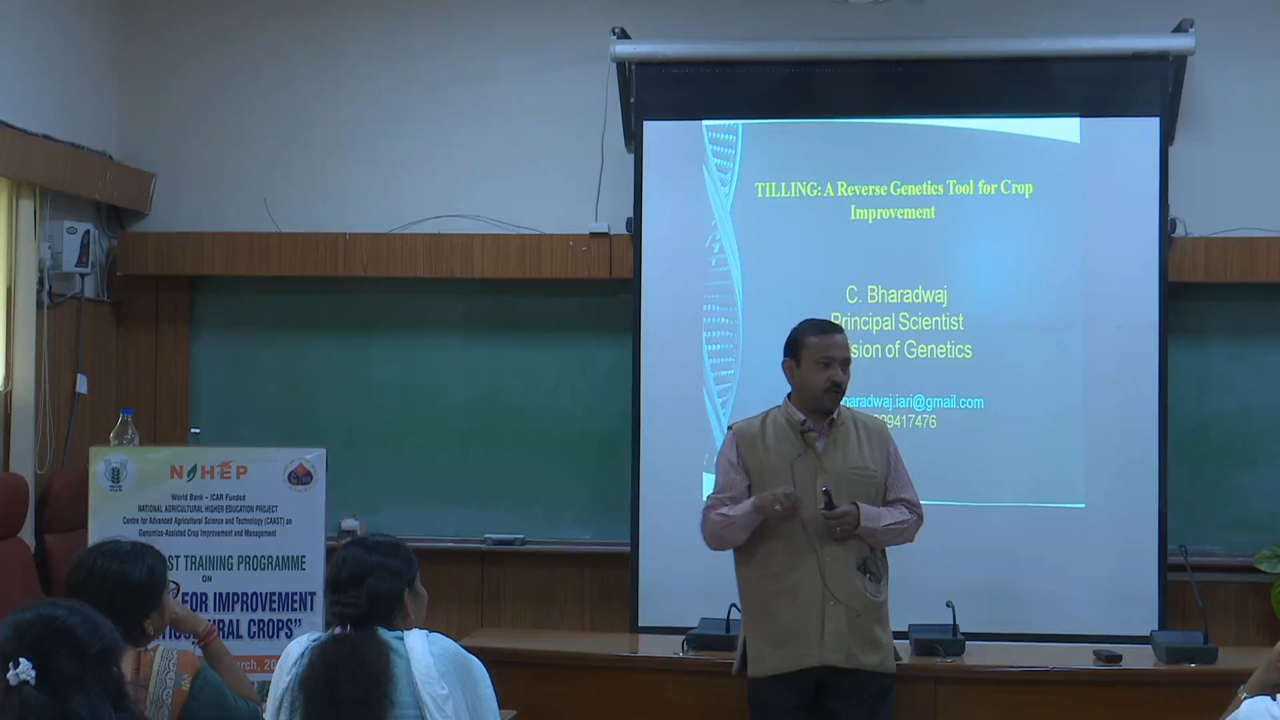 TILLING: A Reverse Genetics Tool for Crop
Improvement
C. Bharadwaj
Principal Scientist
sion of Genetics
haradwaj.iari@gmail.com
99417476
NAHEP
World Bank – ICAR Funded
NATIONAL AGRICULTURAL HIGHER EDUCATION PROJECT
Centre for Advanced Agricultural Science and Technology (CAAST) on
Genomics-Assisted Crop Improvement and Management
ST TRAINING PROGRAMME
ON
FOR IMPROVEMENT
RAL CROPS”
arch, 20